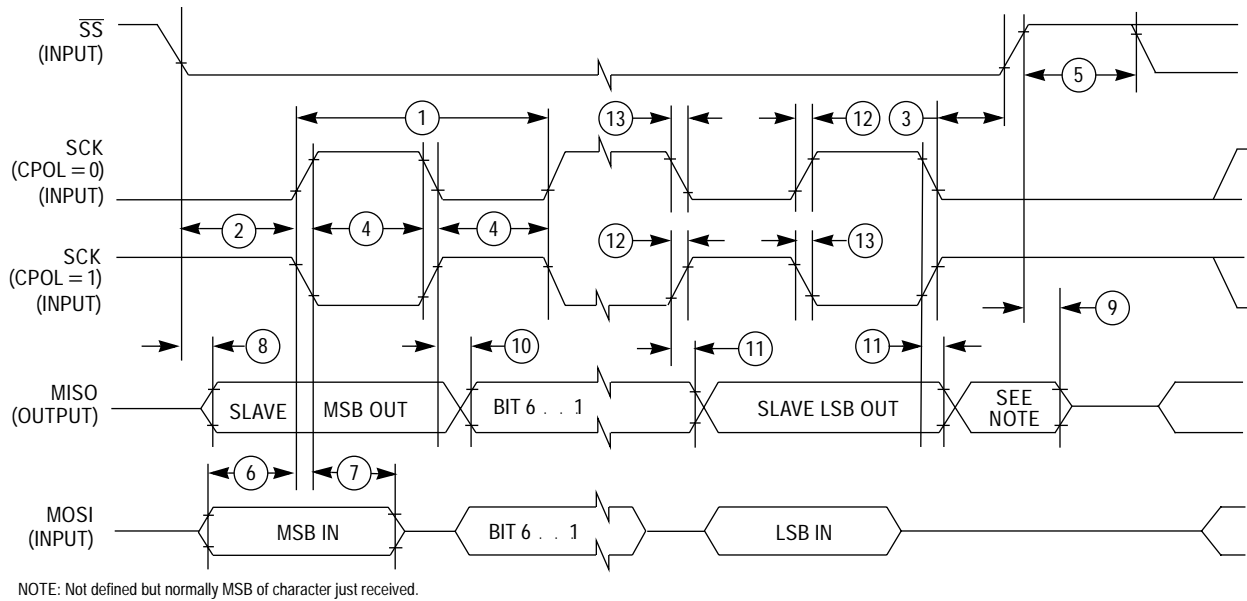 SS
(INPUT)
5
1
13
12
3
SCK
(CPOL = 0)
(INPUT)
2
4
4
SCK
(CPOL = 1)
(INPUT)
12
13
9
8
10
11
11
MISO
(OUTPUT)
SLAVE MSB OUT
BIT 6 . . . 1
SLAVE LSB OUT
SEE
NOTE
6
7
MOSI
(INPUT)
MSB IN
BIT 6 . . . 1
LSB IN
NOTE: Not defined but normally MSB of character just received.